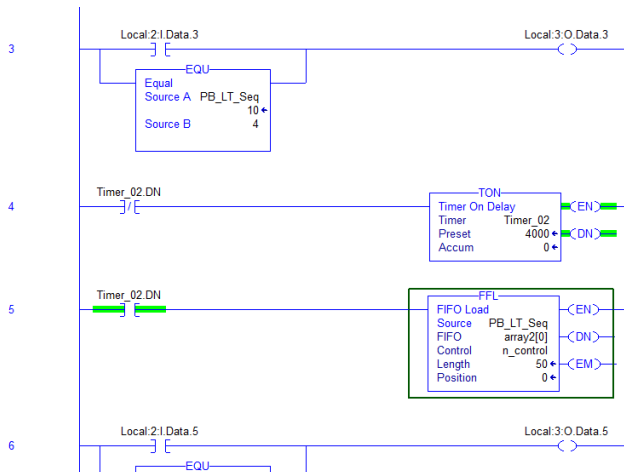 Local:2:I.Data.3
Local:3:O.Data.3
3
EQU
Equal
Source A PB_LT_Seq
10
Source B 4
Timer_02.DN
4
TON
Timer On Delay
Timer Timer_02
Preset 4000
Accum 0
EN
DN
Timer_02.DN
5
FFL
FIFO Load
Source PB_LT_Seq
FIFO array2[0]
Control n_control
Length 50
Position 0
EN
DN
EM
Local:2:I.Data.5
Local:3:O.Data.5
6
EQU